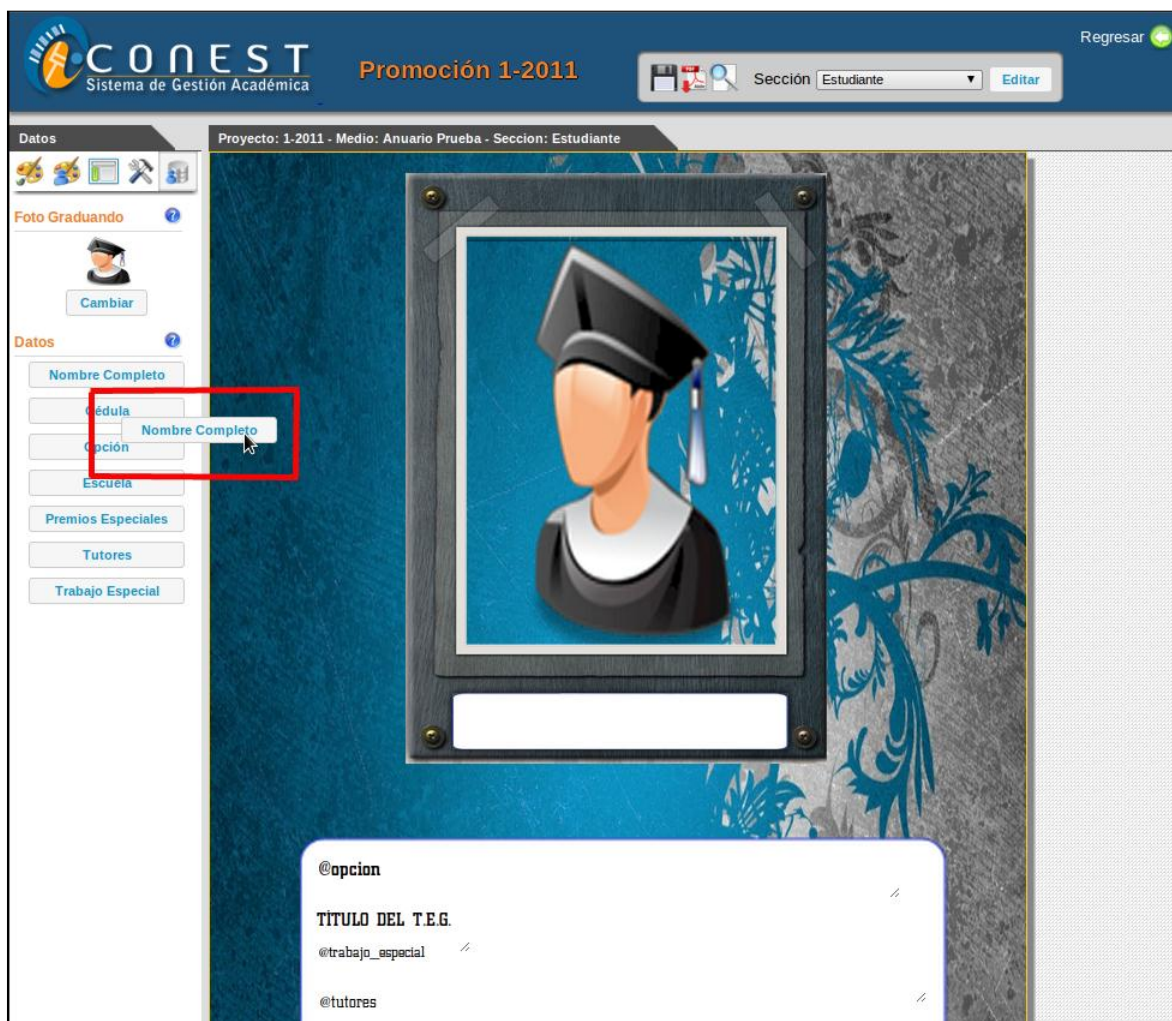 CONEST
Sistema de Gestión Académica
Promoción 1-2011
Sección
Estudiante
Editar
Regresar
Datos
Proyecto: 1-2011 - Medio: Anuario Prueba - Seccion: Estudiante
Foto Graduando
Cambiar
Datos
Nombre Completo
Cédula
Nombre Completo
Opción
Escuela
Premios Especiales
Tutores
Trabajo Especial
@opcion
TÍTULO DEL T.E.G.
@trabajo_especial
@tutores